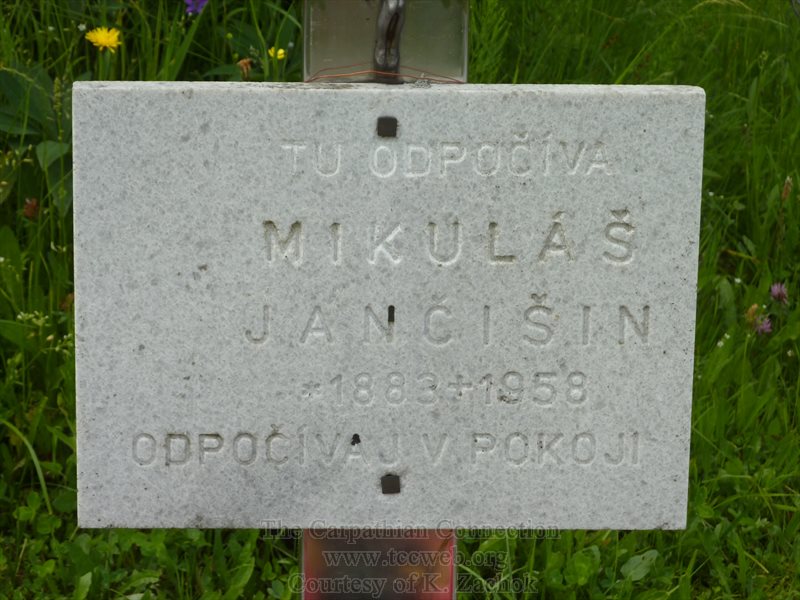 TU ODPOČÍVA
MIKULÁŠ
JANČIŠIN
*1883+1958
ODPOČÍVAJ V POKOJI
The Carpathian Connection
www.tccweb.org
Courtesy of K. Zachok